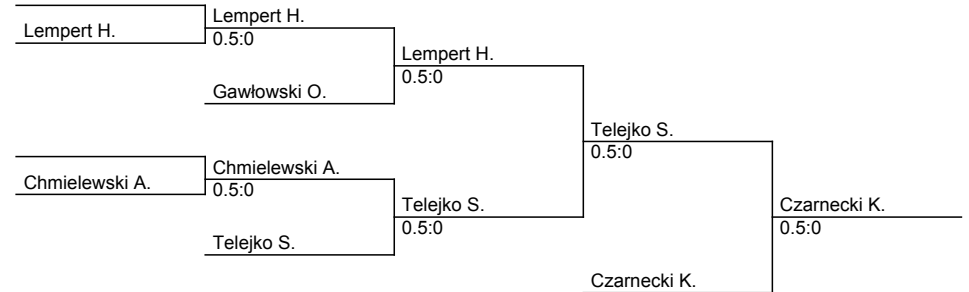 Lempert H.
Lempert H.
0.5:0
Gawłowski O.
Lempert H.
0.5:0
Chmielewski A.
Chmielewski A.
0.5:0
Telejko S.
Telejko S.
0.5:0
Telejko S.
0.5:0
Czarnecki K.
Czarnecki K.
0.5:0